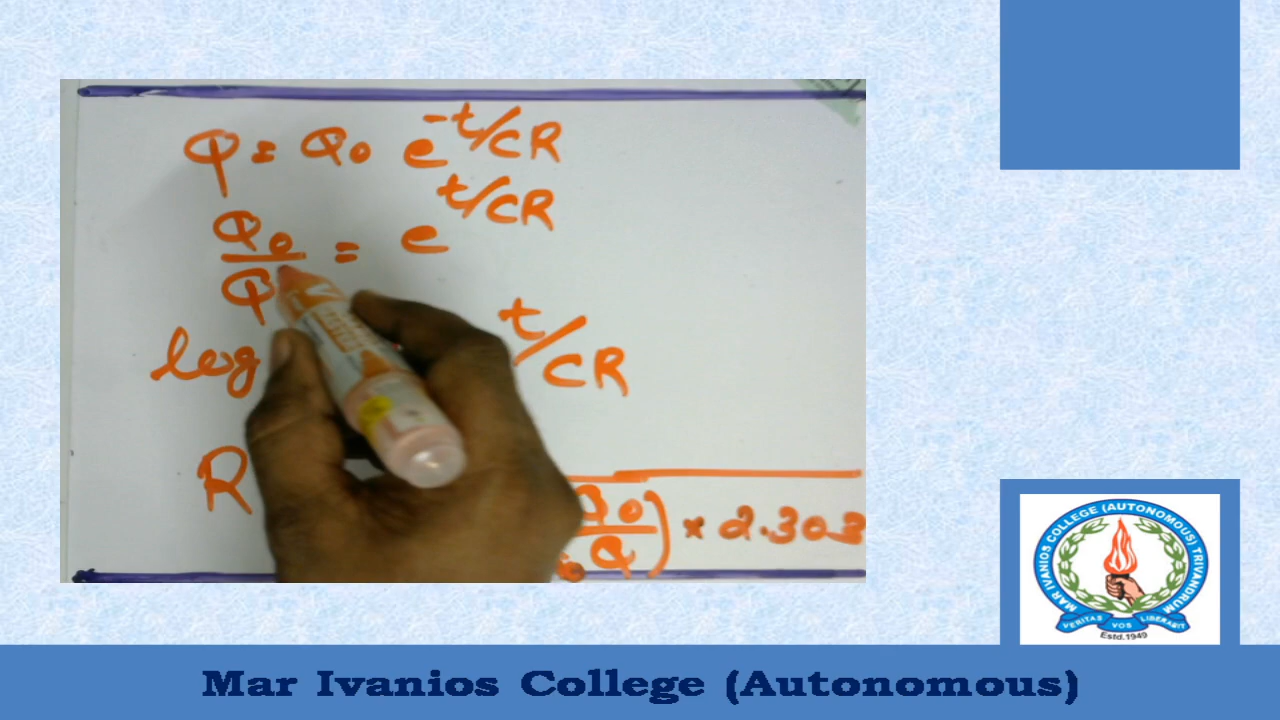 Q = Q₀ e^-t/CR
Q₀/Q = e^t/CR
log t/CR
R
Q₀/Q) × 2.303
MAR IVANIOS COLLEGE (AUTONOMOUS) TRIVANDRUM
VERITAS VOS LIBERABIT
Estd.1949
Mar Ivanios College (Autonomous)